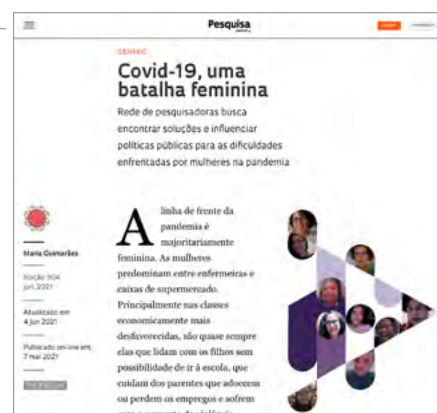 Pesquisa
GÊNERO
Covid-19, uma
batalha feminina
Rede de pesquisadoras busca
encontrar soluções e influenciar
políticas públicas para as dificuldades
enfrentadas por mulheres na pandemia
Maria Guimarães
Edição 304
jun 2021
Atualizado em
4 jun 2021
Publicado on-line em
7 mai 2021
A linha de frente da
pandemia é
majoritariamente
feminina. As mulheres
predominam entre enfermeiras e
caixas de supermercado.
Principalmente nas classes
economicamente mais
desfavorecidas, são quase sempre
elas que lidam com os filhos sem
possibilidade de ir à escola, que
cuidam dos parentes que adoecem
ou perdem os empregos e sofrem